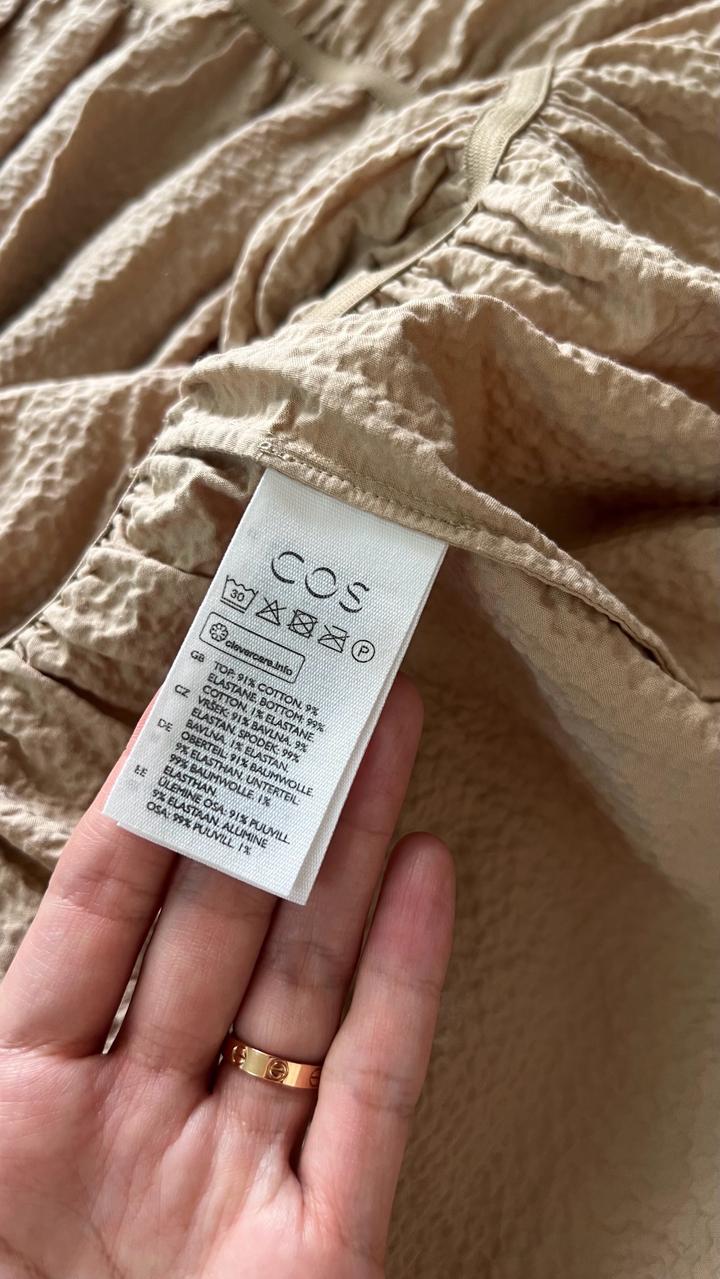 COS
30
P
clevercare.info
GB TOP: 91% COTTON, 9%
ELASTANE, BOTTOM: 99%
COTTON, 1% ELASTANE
CZ VRŠEK: 91% BAVLNA, 9%
ELASTAN, SPODEK: 99%
BAVLNA, 1% ELASTAN,
DE OBERTEIL: 91% BAUMWOLLE,
9% ELASTHAN, UNTERTEIL:
99% BAUMWOLLE, 1%
ELASTHAN,
EE ÜLEMINE OSA: 91% PUUVILL,
9% ELASTAAN, ALUMINE
OSA: 99% PUUVILL, 1%